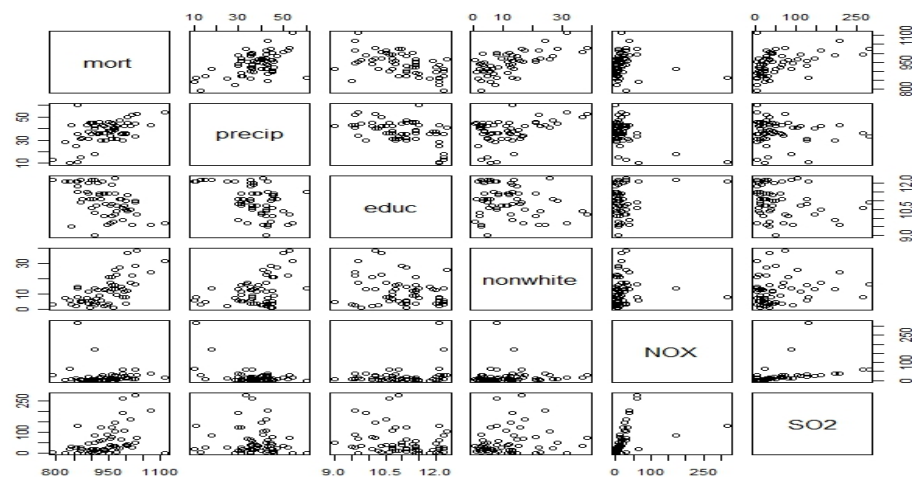 10 30 50 0 10 30 0 100 250
mort
800 950 1100
precip
10 30 50
educ
9.0 10.5 12.0
0 10 30
nonwhite
NOX
0 100 250
0 100 250
SO2
800 950 1100 9.0 10.5 12.0 0 100 250